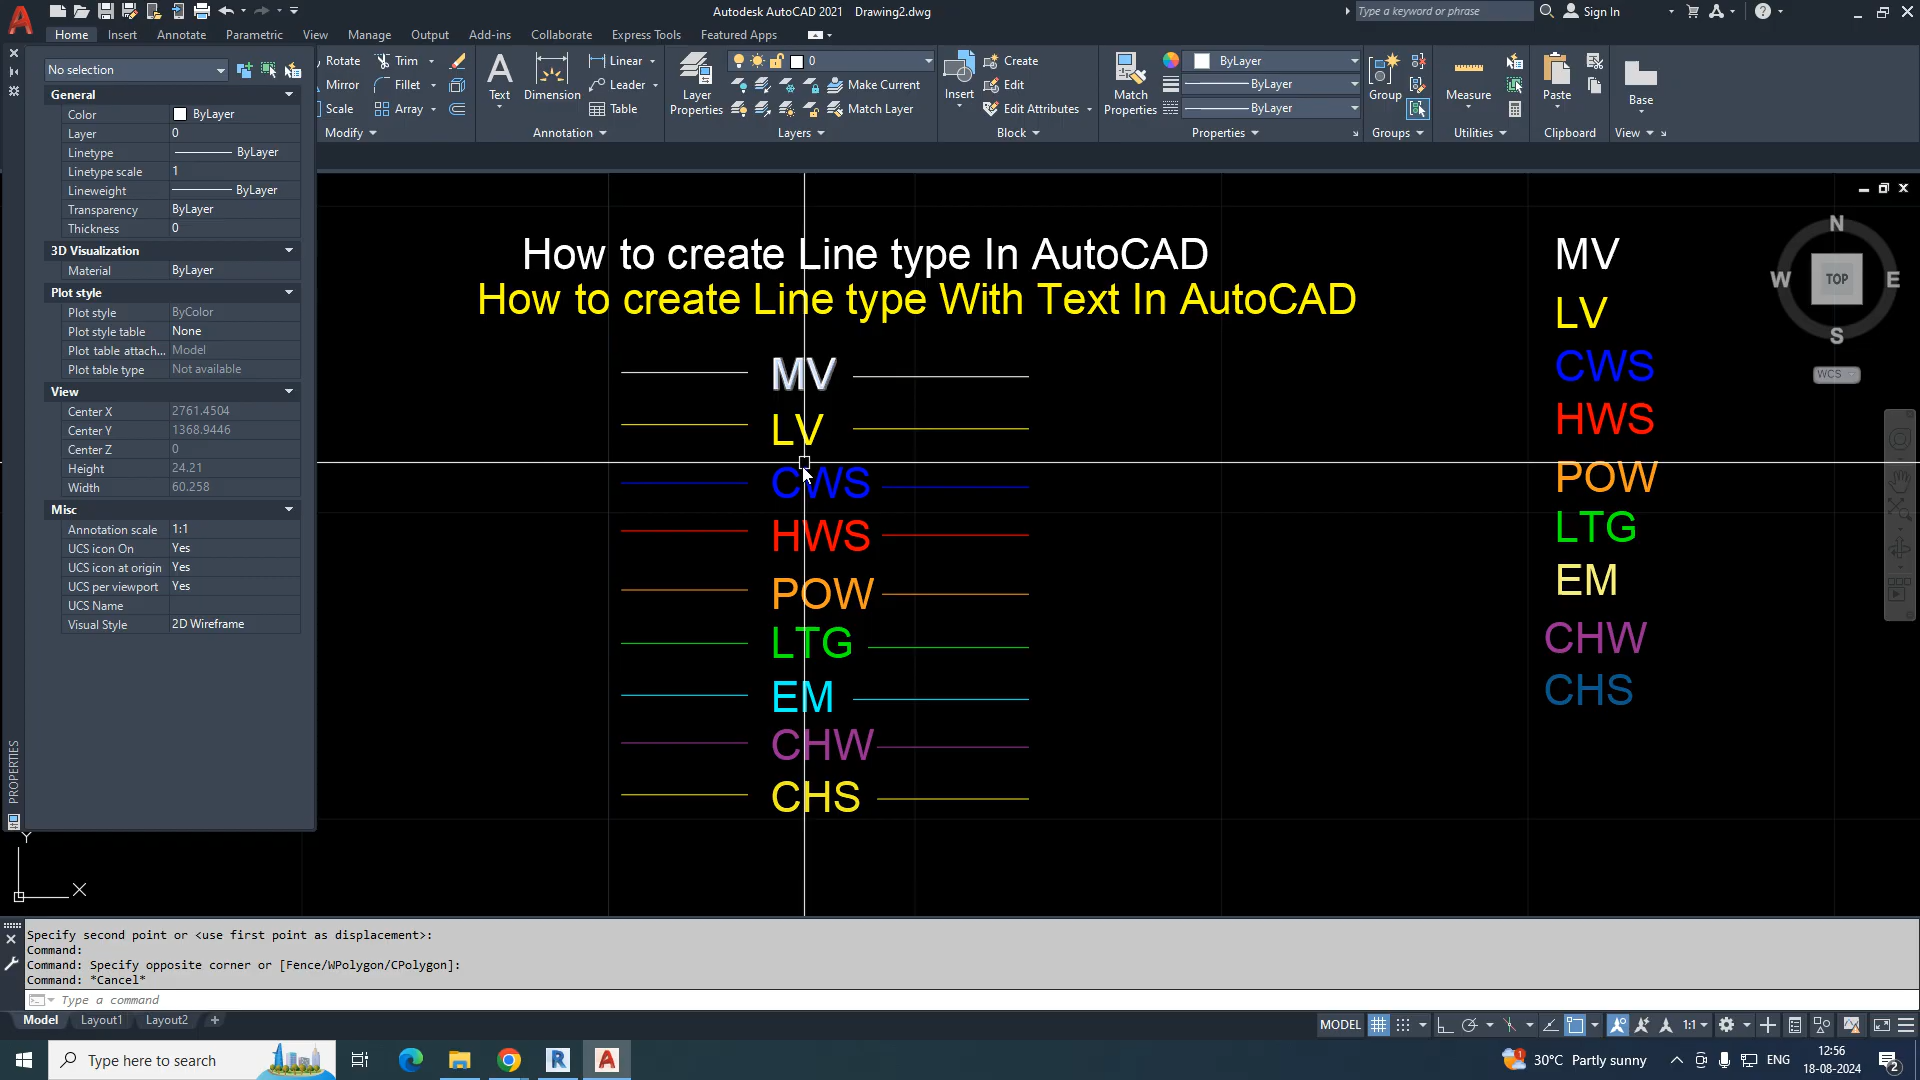 Autodesk AutoCAD 2021 Drawing2.dwg
Type a keyword or phrase
Sign In
Home Insert Annotate Parametric View Manage Output Add-ins Collaborate Express Tools Featured Apps
No selection
General
Color ByLayer
Layer 0
Linetype ByLayer
Linetype scale 1
Lineweight ByLayer
Transparency ByLayer
Thickness 0
3D Visualization
Material ByLayer
Plot style
Plot style ByColor
Plot style table None
Plot table attach... Model
Plot table type Not available
View
Center X 2761.4504
Center Y 1368.9446
Center Z 0
Height 24.21
Width 60.258
Misc
Annotation scale 1:1
UCS icon On Yes
UCS icon at origin Yes
UCS per viewport Yes
UCS Name
Visual Style 2D Wireframe
PROPERTIES
Rotate Trim
Mirror Fillet
Scale Array
Modify
Text
Dimension
Linear
Leader
Table
Annotation
Layer Properties
0
Make Current
Match Layer
Layers
Insert
Create
Edit
Edit Attributes
Block
Match Properties
ByLayer
ByLayer
ByLayer
Properties
Group
Groups
Measure
Utilities
Paste
Clipboard
Base
View
How to create Line type In AutoCAD
How to create Line type With Text In AutoCAD
MV
LV
CWS
HWS
POW
LTG
EM
CHW
CHS
MV
LV
CWS
HWS
POW
LTG
EM
CHW
CHS
N
W TOP E
S
WCS
Y
X
Specify second point or <use first point as displacement>:
Command:
Command: Specify opposite corner or [Fence/WPolygon/CPolygon]:
Command: *Cancel*
Type a command
Model Layout1 Layout2 +
MODEL 1:1
Type here to search
30°C Partly sunny
ENG
12:56
18-08-2024
2